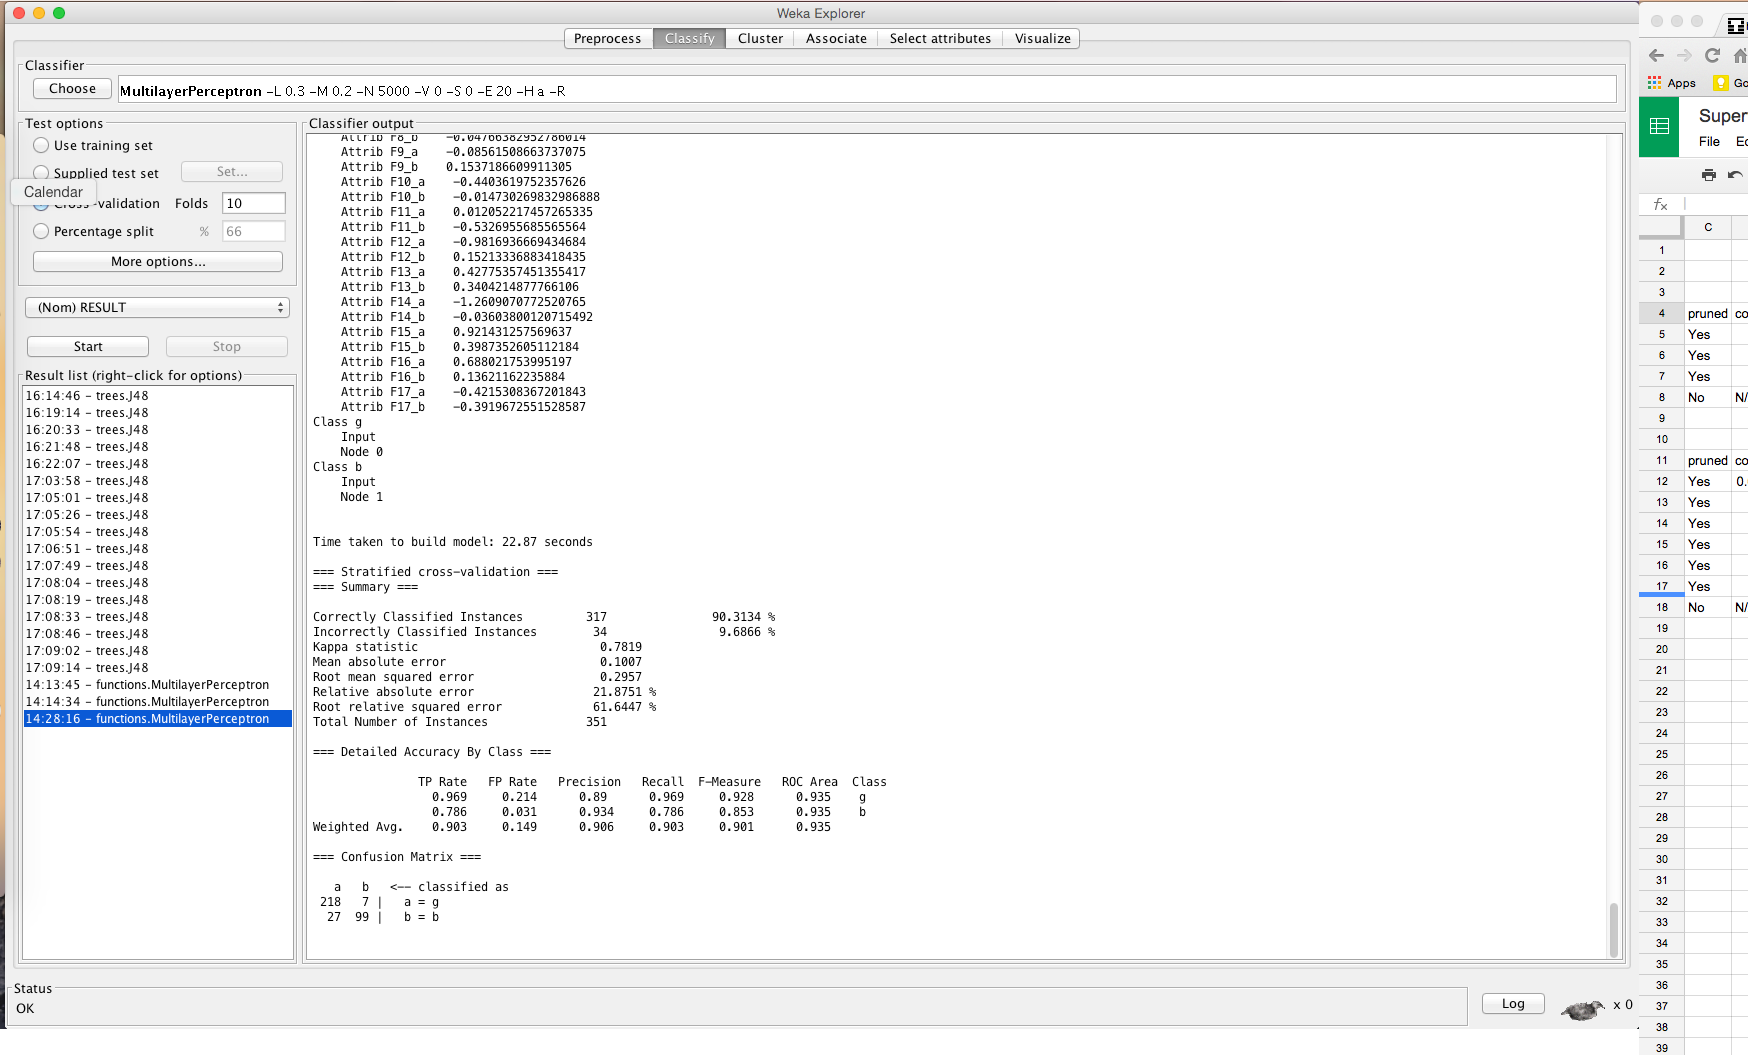 Weka Explorer
Preprocess Classify Cluster Associate Select attributes Visualize
Classifier
Choose MultilayerPerceptron -L 0.3 -M 0.2 -N 5000 -V 0 -S 0 -E 20 -H a -R
Test options
Use training set
Supplied test set Set...
Calendar
Cross-validation Folds 10
Percentage split % 66
More options...
(Nom) RESULT
Start Stop
Result list (right-click for options)
16:14:46 - trees.J48
16:19:14 - trees.J48
16:20:33 - trees.J48
16:21:48 - trees.J48
16:22:07 - trees.J48
17:03:58 - trees.J48
17:05:01 - trees.J48
17:05:26 - trees.J48
17:05:54 - trees.J48
17:06:51 - trees.J48
17:07:49 - trees.J48
17:08:04 - trees.J48
17:08:19 - trees.J48
17:08:33 - trees.J48
17:08:46 - trees.J48
17:09:02 - trees.J48
17:09:14 - trees.J48
14:13:45 - functions.MultilayerPerceptron
14:14:34 - functions.MultilayerPerceptron
14:28:16 - functions.MultilayerPerceptron
Classifier output
Attrib F8_b -0.04766382952786014
Attrib F9_a -0.08561508663737075
Attrib F9_b 0.1537186609911305
Attrib F10_a -0.4403619752357626
Attrib F10_b -0.014730269832986888
Attrib F11_a 0.012052217457265335
Attrib F11_b -0.5326955685565564
Attrib F12_a -0.9816936669434684
Attrib F12_b 0.15213336883418435
Attrib F13_a 0.42775357451355417
Attrib F13_b 0.3404214877766106
Attrib F14_a -1.2609070772520765
Attrib F14_b -0.03603800120715492
Attrib F15_a 0.921431257569637
Attrib F15_b 0.3987352605112184
Attrib F16_a 0.688021753995197
Attrib F16_b 0.13621162235884
Attrib F17_a -0.4215308367201843
Attrib F17_b -0.3919672551528587
Class g
Input
Node 0
Class b
Input
Node 1
Time taken to build model: 22.87 seconds
=== Stratified cross-validation ===
=== Summary ===
Correctly Classified Instances 317 90.3134 %
Incorrectly Classified Instances 34 9.6866 %
Kappa statistic 0.7819
Mean absolute error 0.1007
Root mean squared error 0.2957
Relative absolute error 21.8751 %
Root relative squared error 61.6447 %
Total Number of Instances 351
=== Detailed Accuracy By Class ===
TP Rate FP Rate Precision Recall F-Measure ROC Area Class
0.969 0.214 0.89 0.969 0.928 0.935 g
0.786 0.031 0.934 0.786 0.853 0.935 b
Weighted Avg. 0.903 0.149 0.906 0.903 0.901 0.935
=== Confusion Matrix ===
a b <-- classified as
218 7 | a = g
27 99 | b = b
Status
OK
Log x 0
Apps Go
Super
File Ed
fx
C
1
2
3
4 pruned co
5 Yes
6 Yes
7 Yes
8 No N/
9
10
11 pruned co
12 Yes 0.
13 Yes
14 Yes
15 Yes
16 Yes
17 Yes
18 No N/
19
20
21
22
23
24
25
26
27
28
29
30
31
32
33
34
35
36
37
38
39